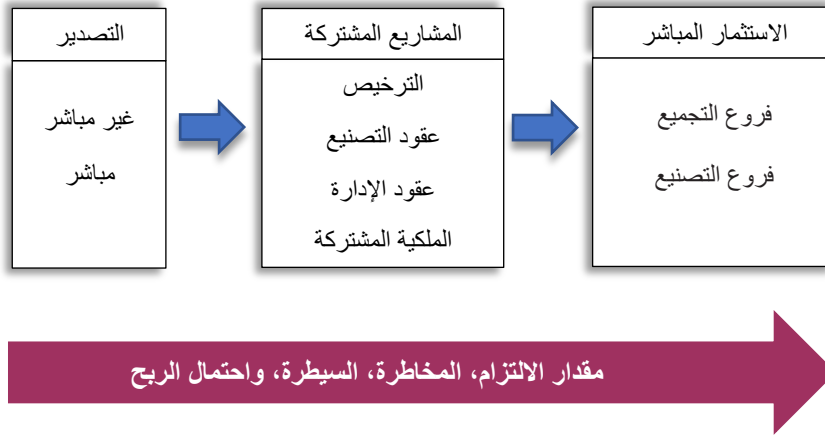 التصدير
غير مباشر
مباشر
المشاريع المشتركة
الترخيص
عقود التصنيع
عقود الإدارة
الملكية المشتركة
الاستثمار المباشر
فروع التجميع
فروع التصنيع
مقدار الالتزام، المخاطرة، السيطرة، واحتمال الربح